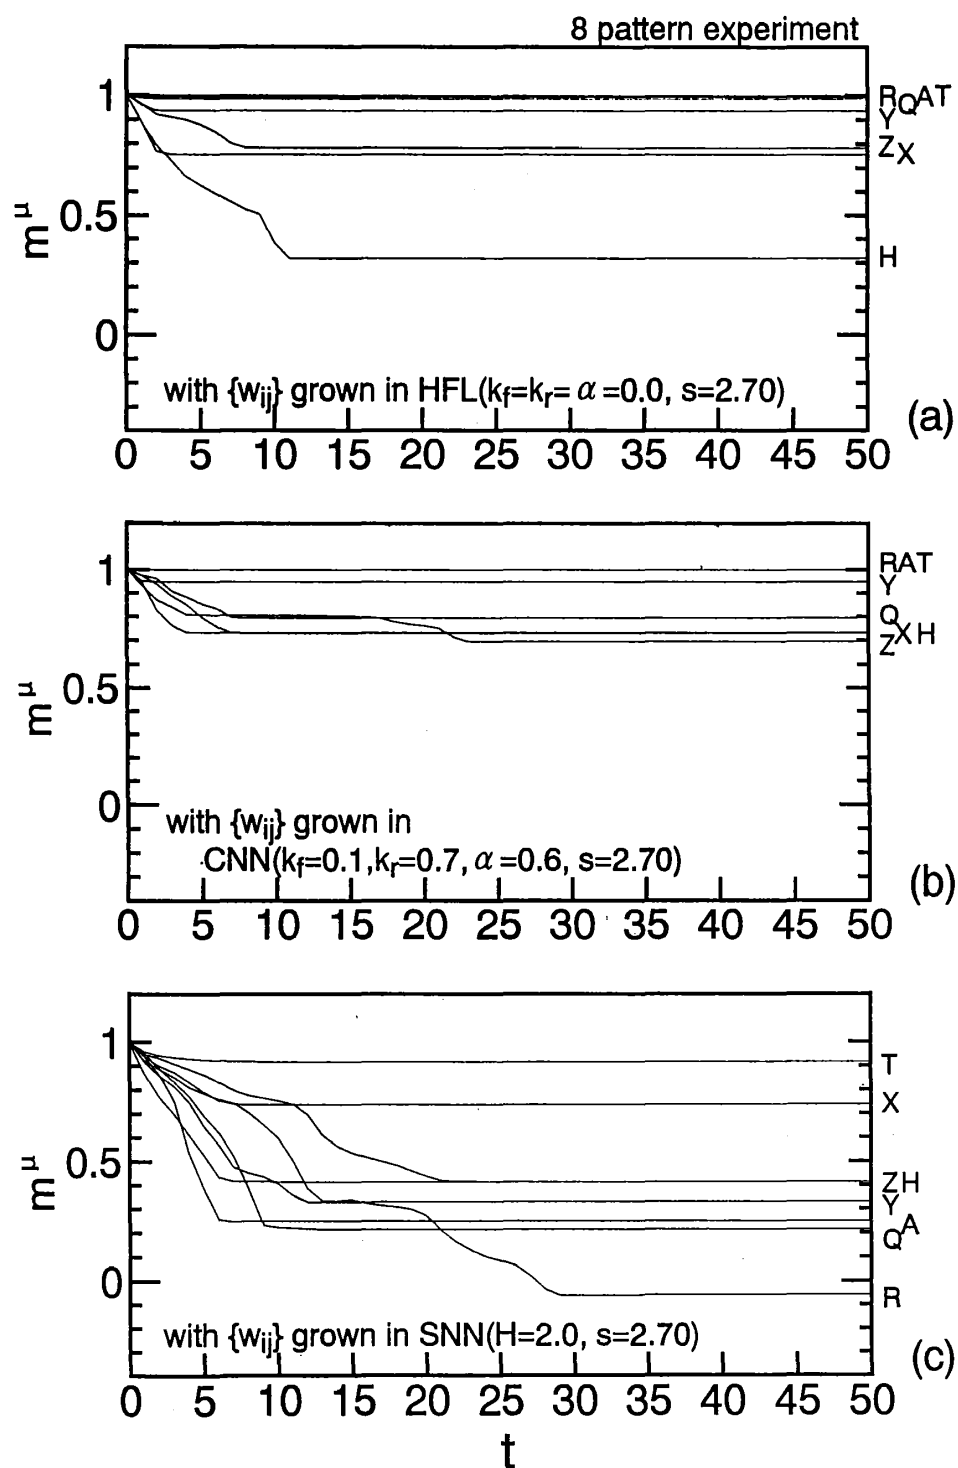 8 pattern experiment
1
0.5
0
m^μ
R Q A T
Y
Z X
H
with {w_ij} grown in HFL(k_f=k_r= α=0.0, s=2.70)
(a)
0 5 10 15 20 25 30 35 40 45 50
1
0.5
0
m^μ
RAT
Y
Q
Z X H
with {w_ij} grown in
CNN(k_f=0.1,k_r=0.7, α=0.6, s=2.70)
(b)
0 5 10 15 20 25 30 35 40 45 50
1
0.5
0
m^μ
T
X
ZH
Y
Q A
R
with {w_ij} grown in SNN(H=2.0, s=2.70)
(c)
0 5 10 15 20 25 30 35 40 45 50
t